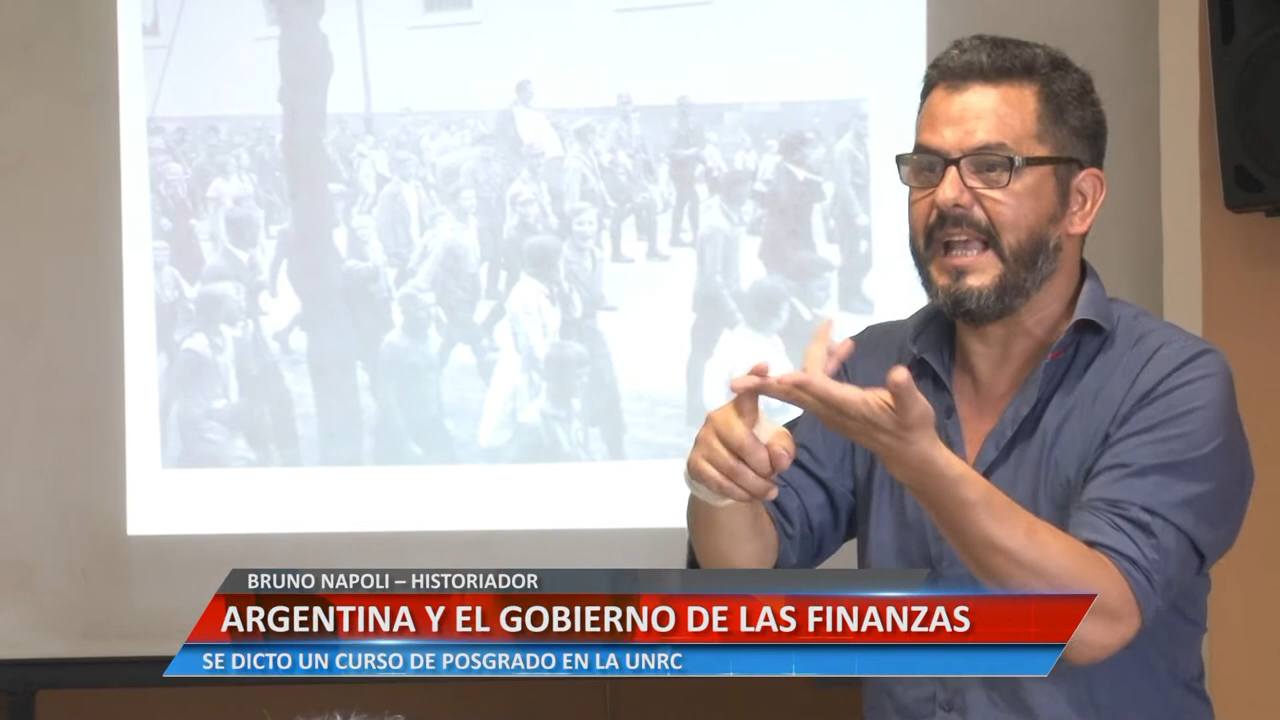 BRUNO NAPOLI – HISTORIADOR
ARGENTINA Y EL GOBIERNO DE LAS FINANZAS
SE DICTO UN CURSO DE POSGRADO EN LA UNRC